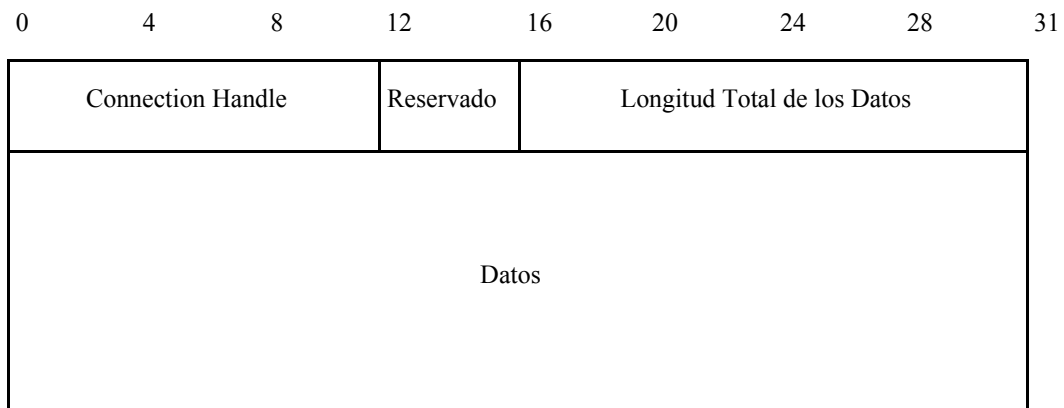 0 4 8 12 16 20 24 28 31
Connection Handle Reservado Longitud Total de los Datos
Datos